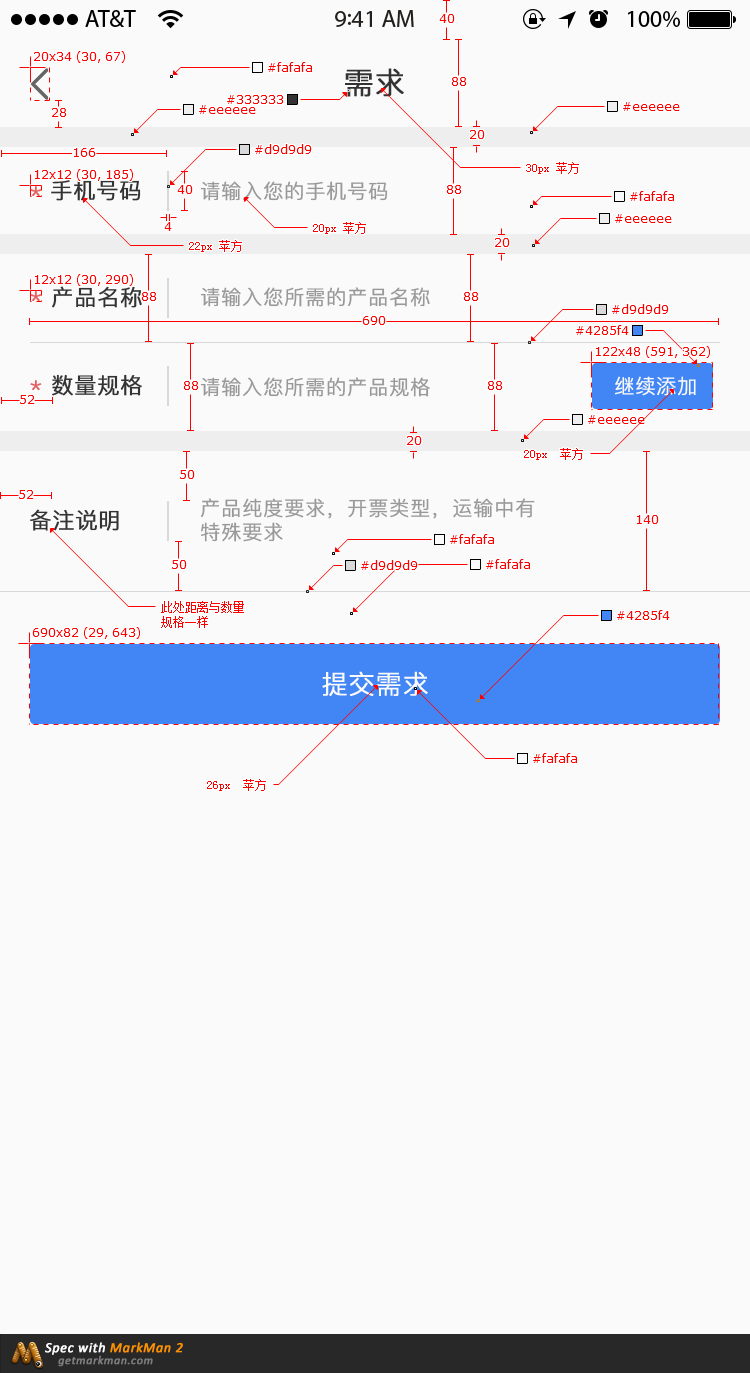 AT&T 9:41 AM 100%
40
20x34 (30, 67)
#fafafa
需求
88
#333333
#eeeeee
#eeeeee
28
20
166
#d9d9d9
30px 苹方
12x12 (30, 185)
* 手机号码
40
请输入您的手机号码
88
#fafafa
4
20px 苹方
#eeeeee
22px 苹方
20
12x12 (30, 290)
* 产品名称
88
请输入您所需的产品名称
88
#d9d9d9
690
#4285f4
122x48 (591, 362)
* 数量规格
88
请输入您所需的产品规格
88
继续添加
52
#eeeeee
20
20px 苹方
50
52
备注说明
产品纯度要求，开票类型，运输中有
特殊要求
140
#fafafa
50
#d9d9d9
#fafafa
此处距离与数量
规格一样
#4285f4
690x82 (29, 643)
提交需求
#fafafa
26px 苹方
Spec with MarkMan 2
getmarkman.com